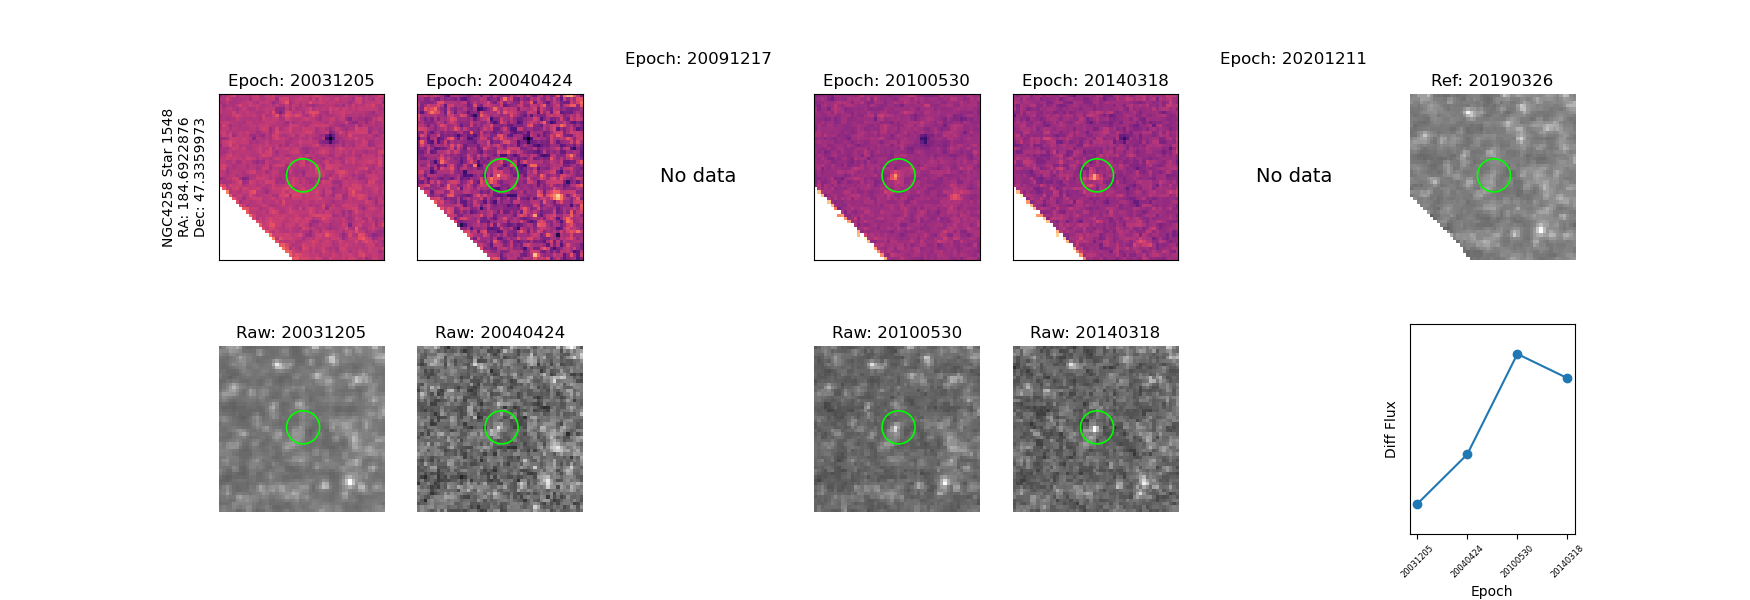 Epoch: 20031205
Epoch: 20040424
Epoch: 20091217
Epoch: 20100530
Epoch: 20140318
Epoch: 20201211
Ref: 20190326
NGC4258 Star 1548
RA: 184.6922876
Dec: 47.3359973
No data
No data
Raw: 20031205
Raw: 20040424
Raw: 20100530
Raw: 20140318
Diff Flux
20031205
20040424
20100530
20140318
Epoch